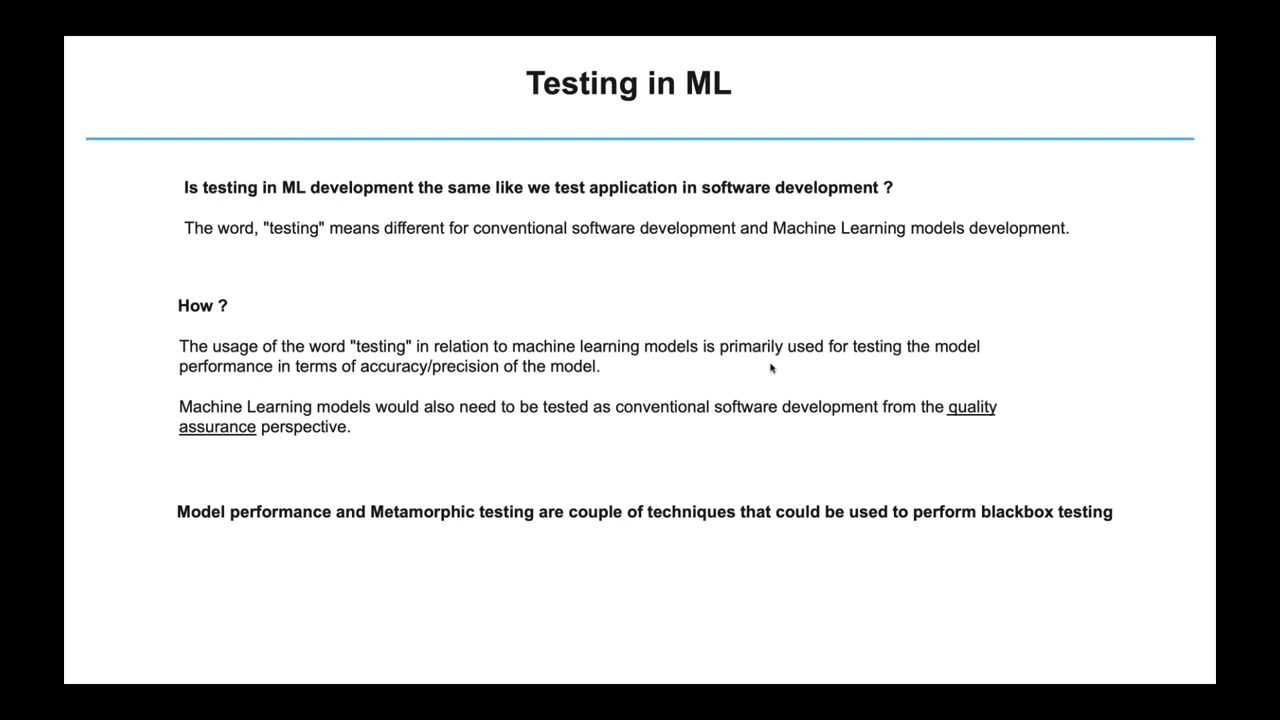 Testing in ML
Is testing in ML development the same like we test application in software development ?
The word, "testing" means different for conventional software development and Machine Learning models development.
How ?
The usage of the word "testing" in relation to machine learning models is primarily used for testing the model
performance in terms of accuracy/precision of the model.
Machine Learning models would also need to be tested as conventional software development from the quality
assurance perspective.
Model performance and Metamorphic testing are couple of techniques that could be used to perform blackbox testing